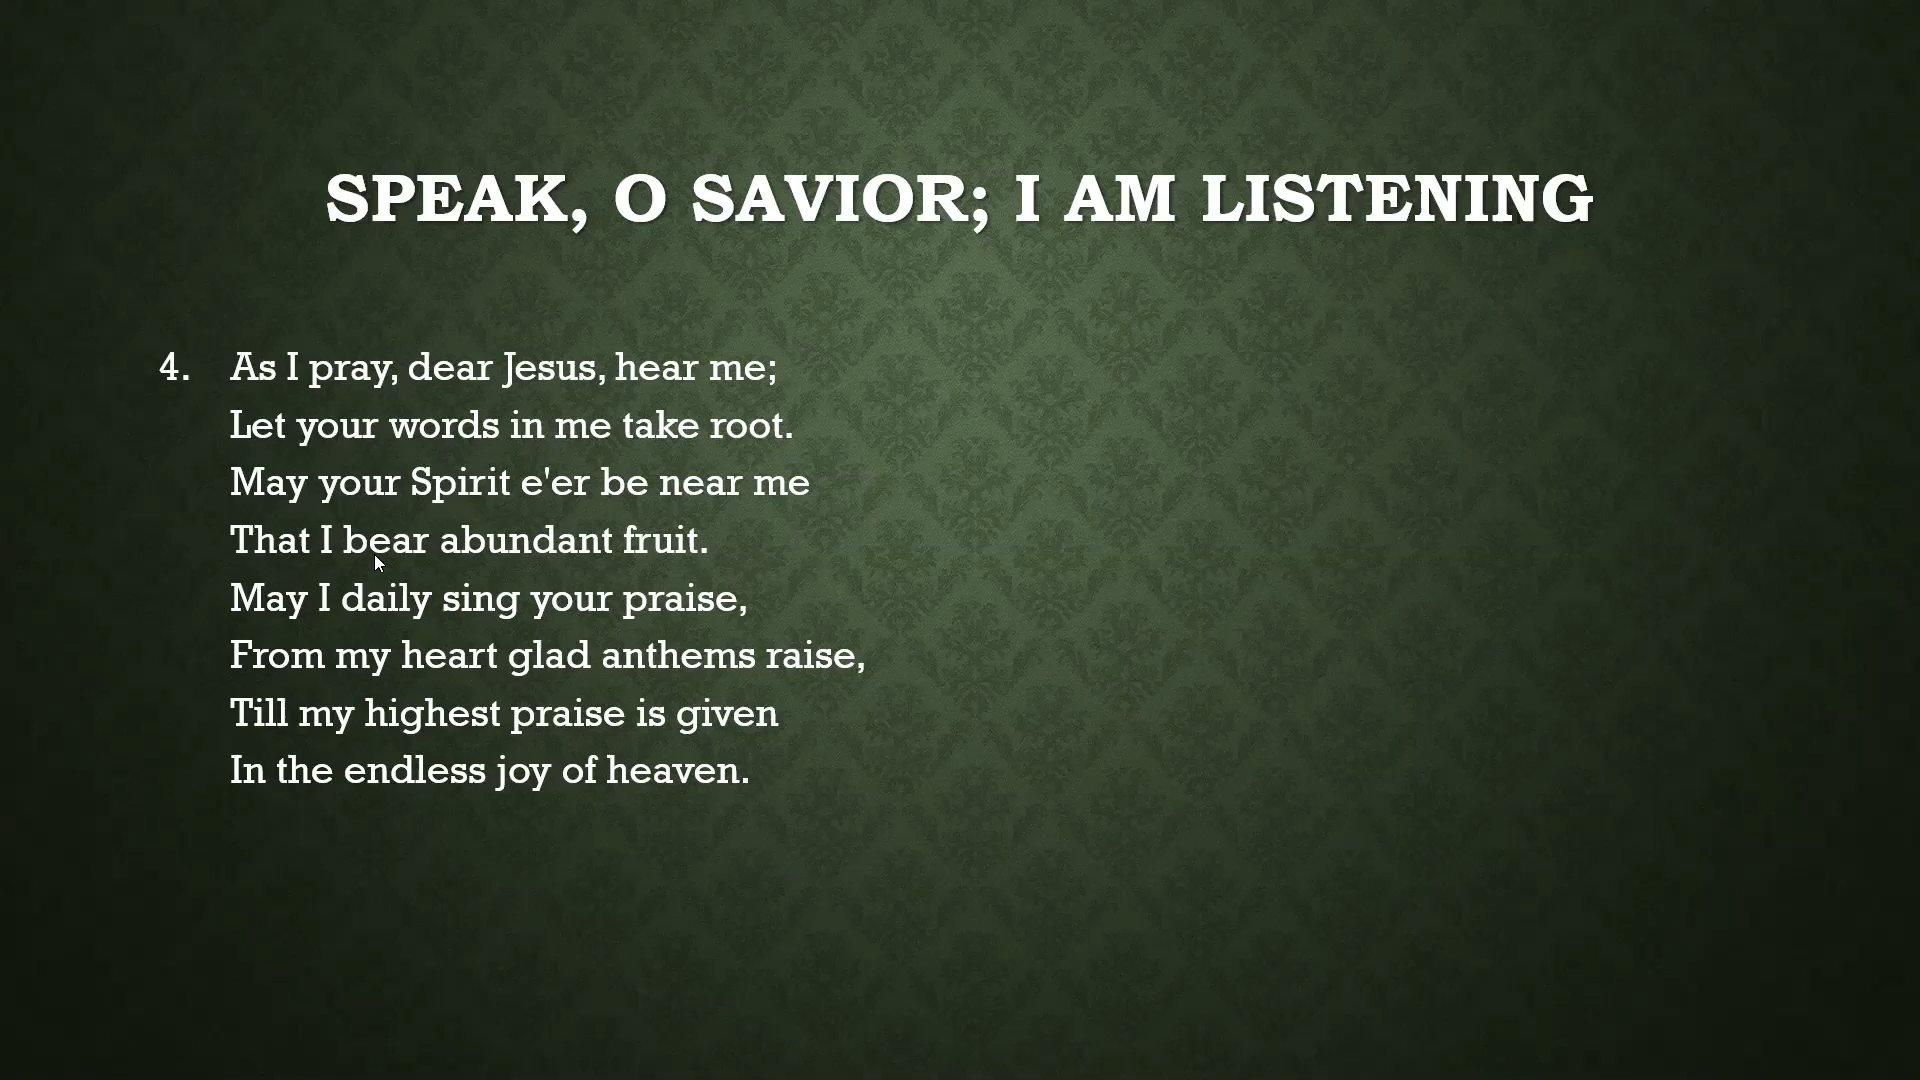 SPEAK, O SAVIOR; I AM LISTENING
4. As I pray, dear Jesus, hear me;
Let your words in me take root.
May your Spirit e'er be near me
That I bear abundant fruit.
May I daily sing your praise,
From my heart glad anthems raise,
Till my highest praise is given
In the endless joy of heaven.